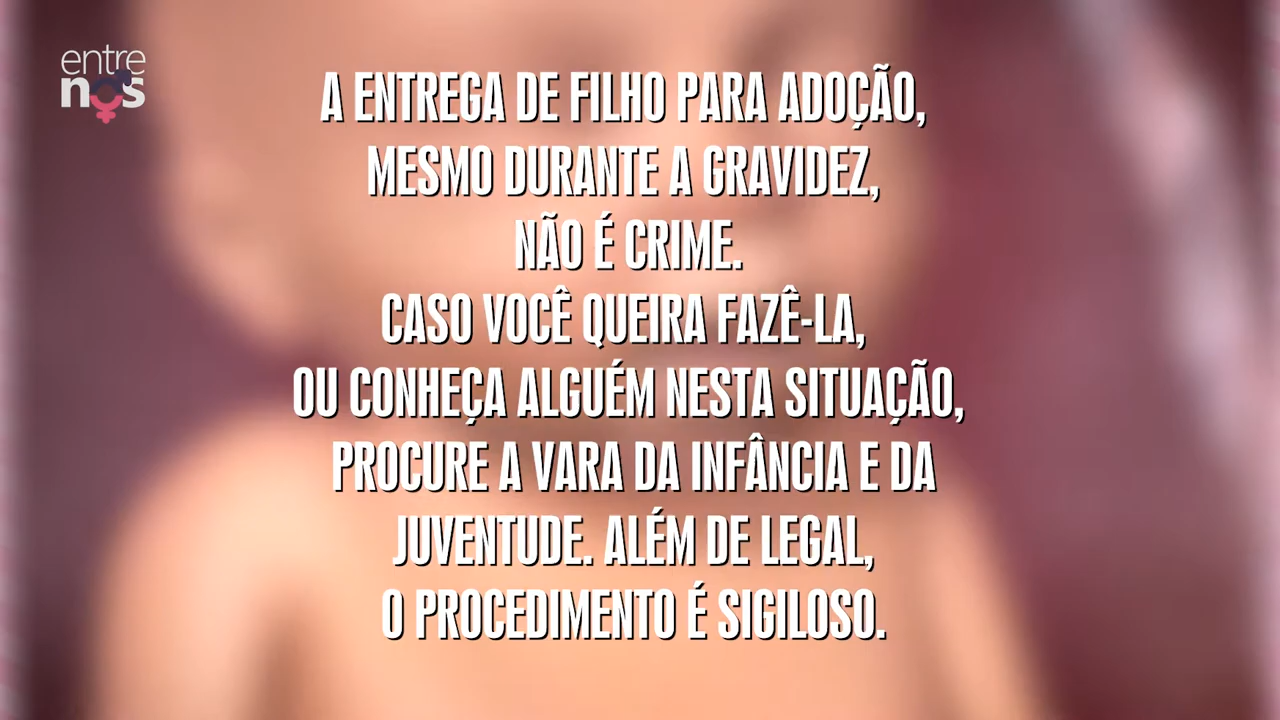 entre
nós
A ENTREGA DE FILHO PARA ADOÇÃO,
MESMO DURANTE A GRAVIDEZ,
NÃO É CRIME.
CASO VOCÊ QUEIRA FAZÊ-LA,
OU CONHEÇA ALGUÉM NESTA SITUAÇÃO,
PROCURE A VARA DA INFÂNCIA E DA
JUVENTUDE. ALÉM DE LEGAL,
O PROCEDIMENTO É SIGILOSO.